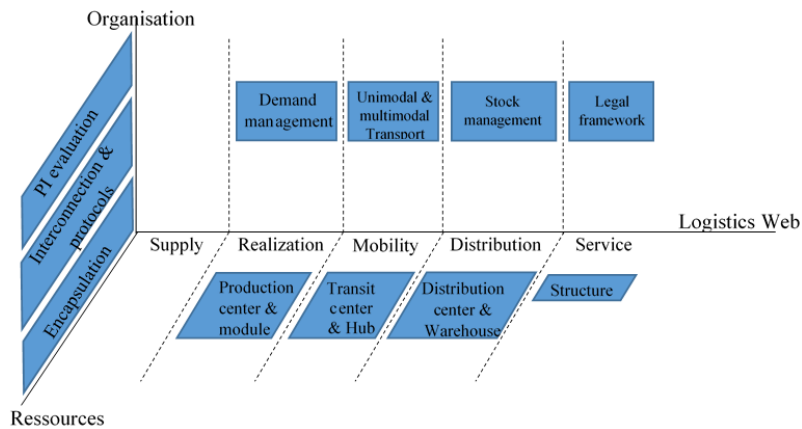 Organisation
Demand
management
Unimodal &
multimodal
Transport
Stock
management
Legal
framework
PI evaluation
Interconnection &
protocols
Encapsulation
Logistics Web
Supply
Realization
Mobility
Distribution
Service
Production
center &
module
Transit
center
& Hub
Distribution
center &
Warehouse
Structure
Ressources